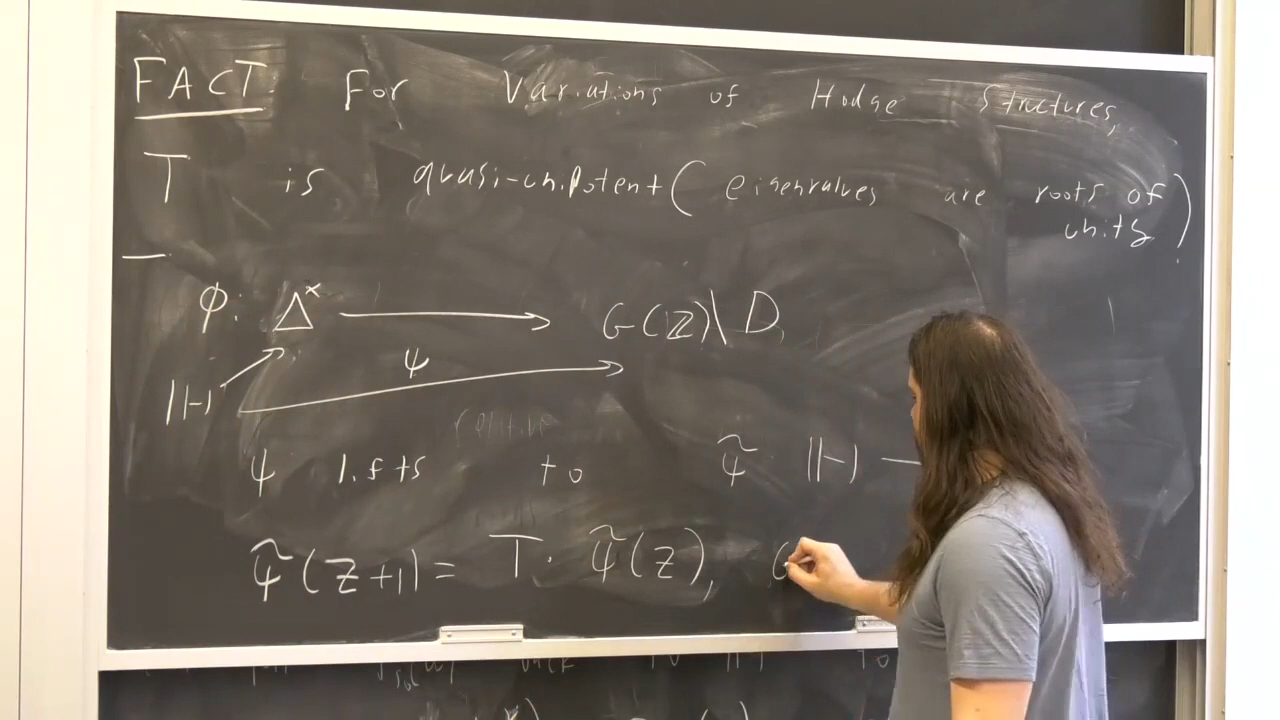 FACT. For Variations of Hodge Structures,
T is quasi-unipotent (eigenvalues are roots of
unity)
φ: Δ^× ⟶ G(ℤ)\D,
ψ
ℍ
ψ lifts to ψ̃ ℍ —
ψ̃(z+1) = T· ψ̃(z),